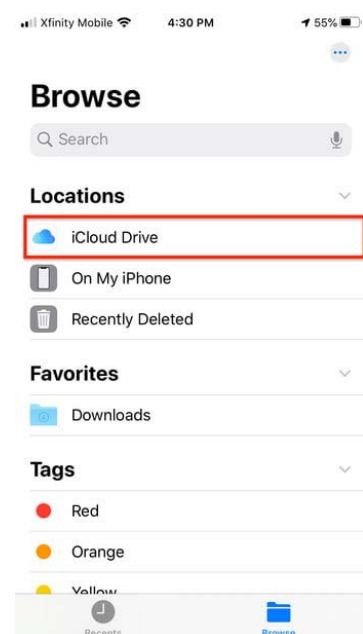 Xfinity Mobile 4:30 PM 55%
Browse
Search
Locations
iCloud Drive
On My iPhone
Recently Deleted
Favorites
Downloads
Tags
Red
Orange
Yellow
Recents Browse